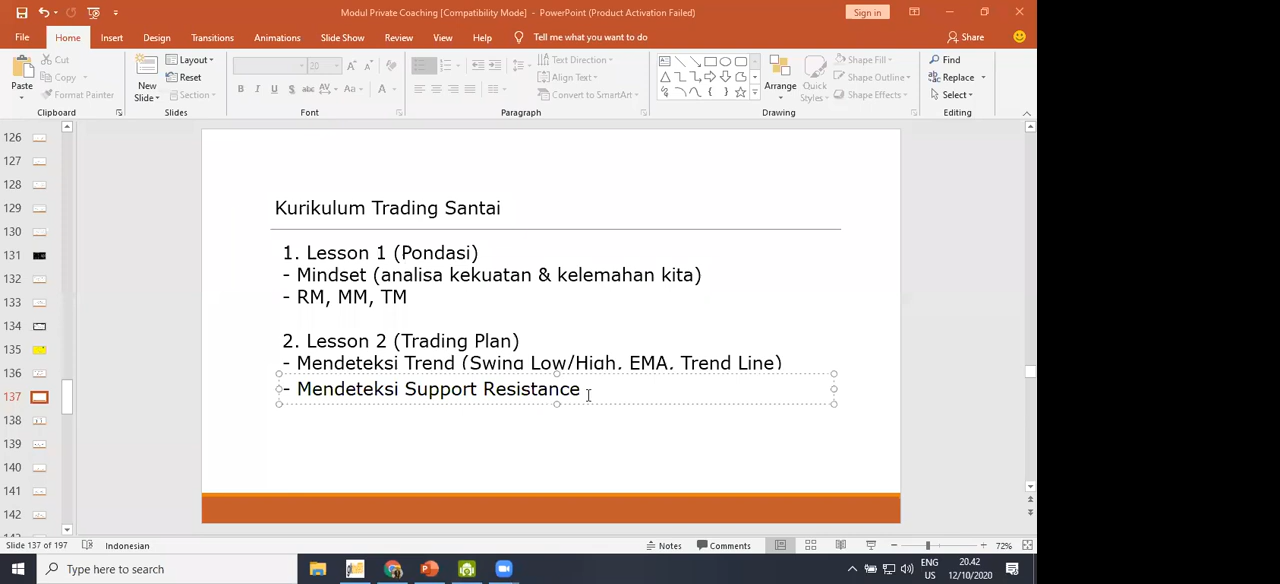 Modul Private Coaching [Compatibility Mode] - PowerPoint (Product Activation Failed)
Sign in
File Home Insert Design Transitions Animations Slide Show Review View Help Tell me what you want to do
Share
Paste
Cut
Copy
Format Painter
Clipboard
New Slide
Layout
Reset
Section
Slides
20
B I U S abc AV Aa A
Font
Text Direction
Align Text
Convert to SmartArt
Paragraph
Arrange
Quick Styles
Shape Fill
Shape Outline
Shape Effects
Drawing
Find
Replace
Select
Editing
126
127
128
129
130
131
132
133
134
135
136
137
138
139
140
141
142
Kurikulum Trading Santai
1. Lesson 1 (Pondasi)
- Mindset (analisa kekuatan & kelemahan kita)
- RM, MM, TM
2. Lesson 2 (Trading Plan)
- Mendeteksi Trend (Swing Low/High, EMA, Trend Line)
- Mendeteksi Support Resistance
Slide 137 of 197
Indonesian
Notes
Comments
72%
Type here to search
ENG
US
20.42
12/10/2020